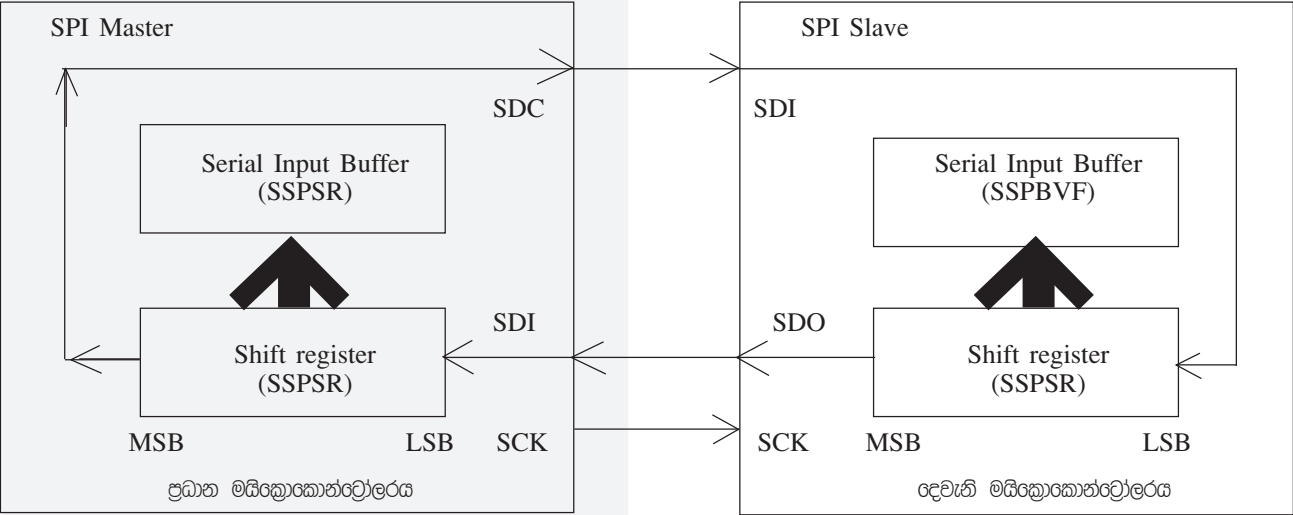 SPI Master
SDC
Serial Input Buffer
(SSPSR)
SDI
Shift register
(SSPSR)
MSB
LSB
SCK
ප්‍රධාන මයික්‍රොකොන්ට්‍රෝලරය
SPI Slave
SDI
Serial Input Buffer
(SSPBVF)
SDO
Shift register
(SSPSR)
SCK
MSB
LSB
දෙවැනි මයික්‍රොකොන්ට්‍රෝලරය